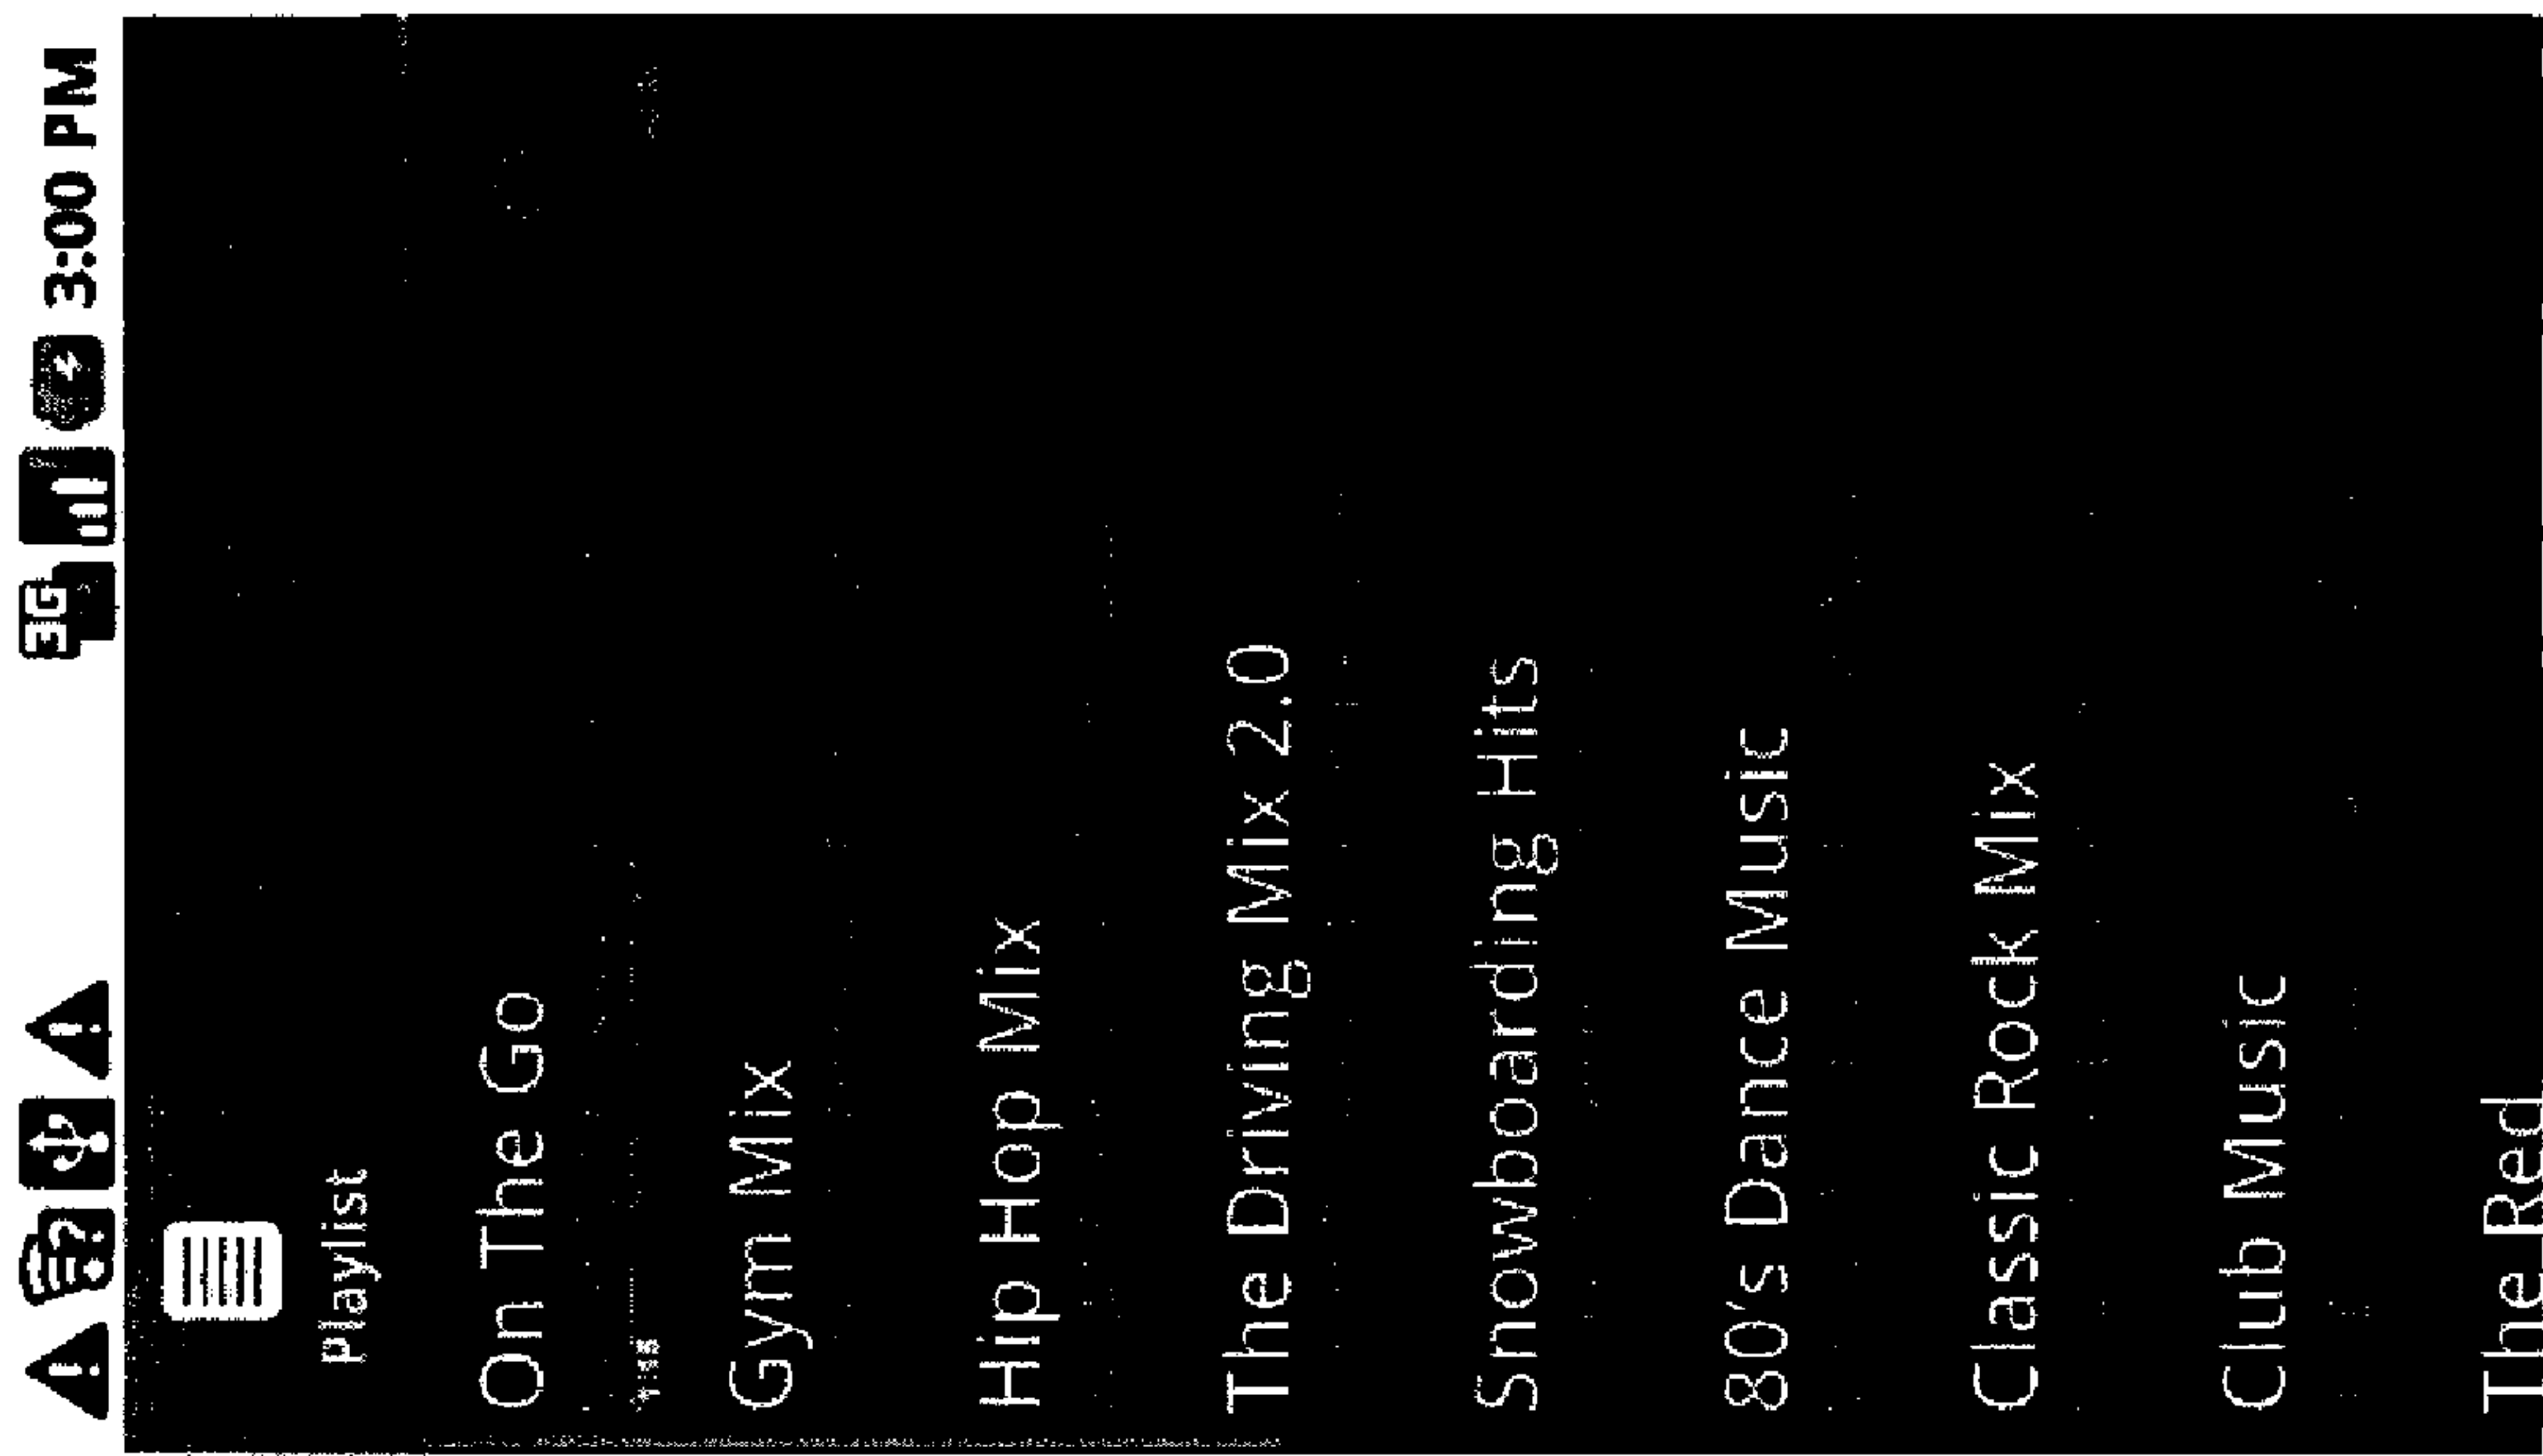 3G 3:00 PM
Playlist
On The Go
Gym Mix
Hip Hop Mix
The Driving Mix 2.0
Snowboarding Hits
80's Dance Music
Classic Rock Mix
Club Music
The Red